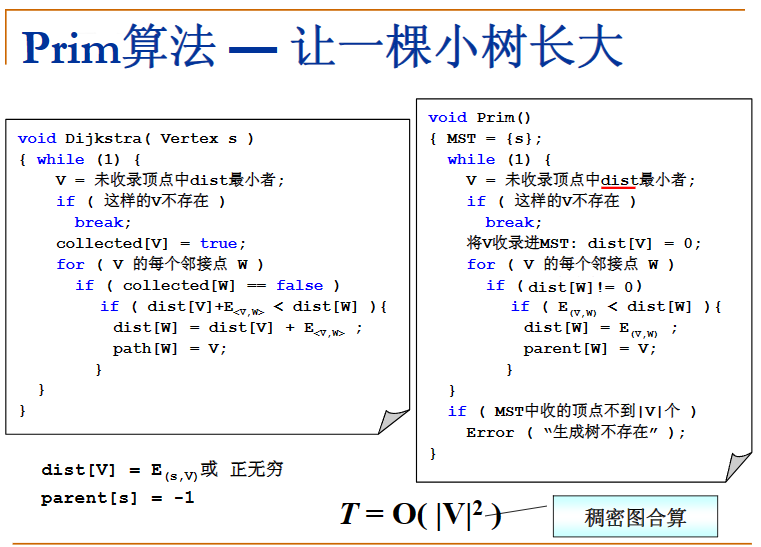 Prim算法 — 让一棵小树长大
void Dijkstra( Vertex s )
{ while (1) {
V = 未收录顶点中dist最小者;
if ( 这样的V不存在 )
break;
collected[V] = true;
for ( V 的每个邻接点 W )
if ( collected[W] == false )
if ( dist[V]+E<V,W> < dist[W] ){
dist[W] = dist[V] + E<V,W> ;
path[W] = V;
}
}
}
void Prim()
{ MST = {s};
while (1) {
V = 未收录顶点中dist最小者;
if ( 这样的V不存在 )
break;
将V收录进MST: dist[V] = 0;
for ( V 的每个邻接点 W )
if ( dist[W]!= 0)
if ( E(V,W) < dist[W] ){
dist[W] = E(V,W) ;
parent[W] = V;
}
}
if ( MST中收的顶点不到|V|个 )
Error ( “生成树不存在” );
}
dist[V] = E(s,V)或 正无穷
parent[s] = -1
T = O( |V|2 )
稠密图合算